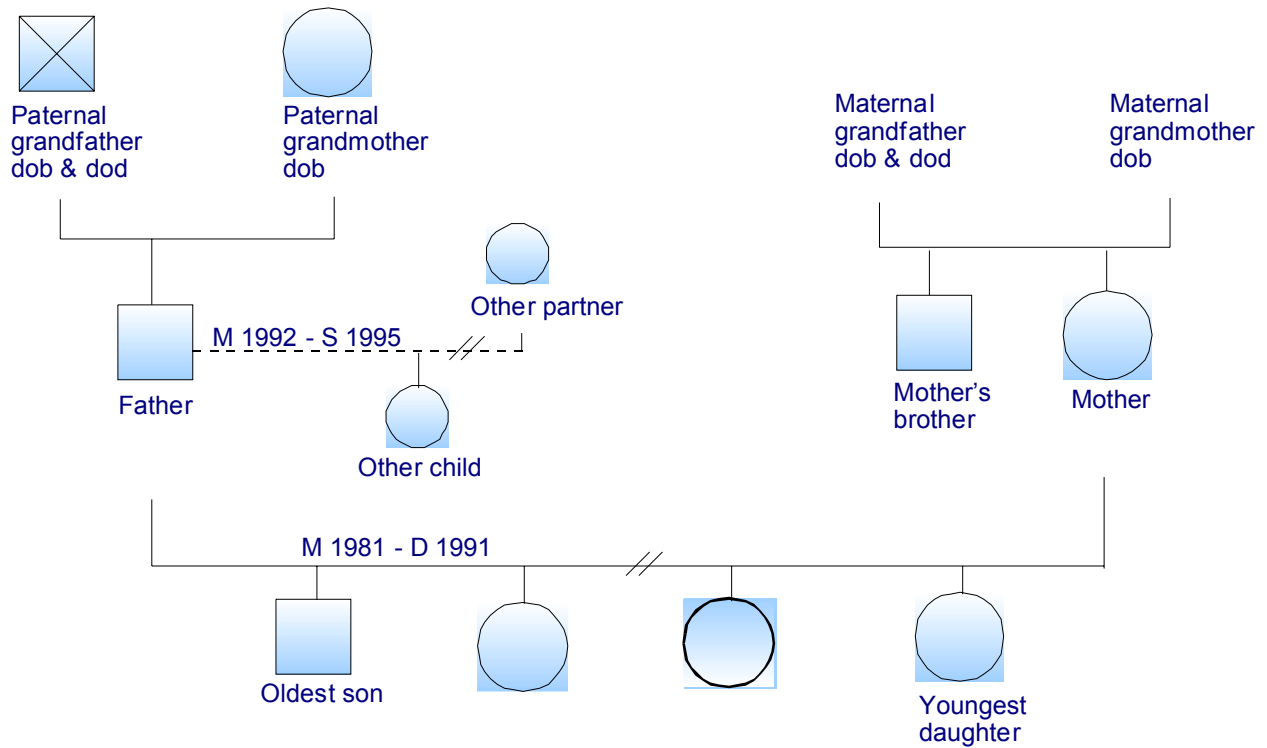 Paternal
grandfather
dob & dod
Paternal
grandmother
dob
Maternal
grandfather
dob & dod
Maternal
grandmother
dob
Other partner
M 1992 - S 1995
Father
Other child
Mother's
brother
Mother
M 1981 - D 1991
Oldest son
Youngest
daughter